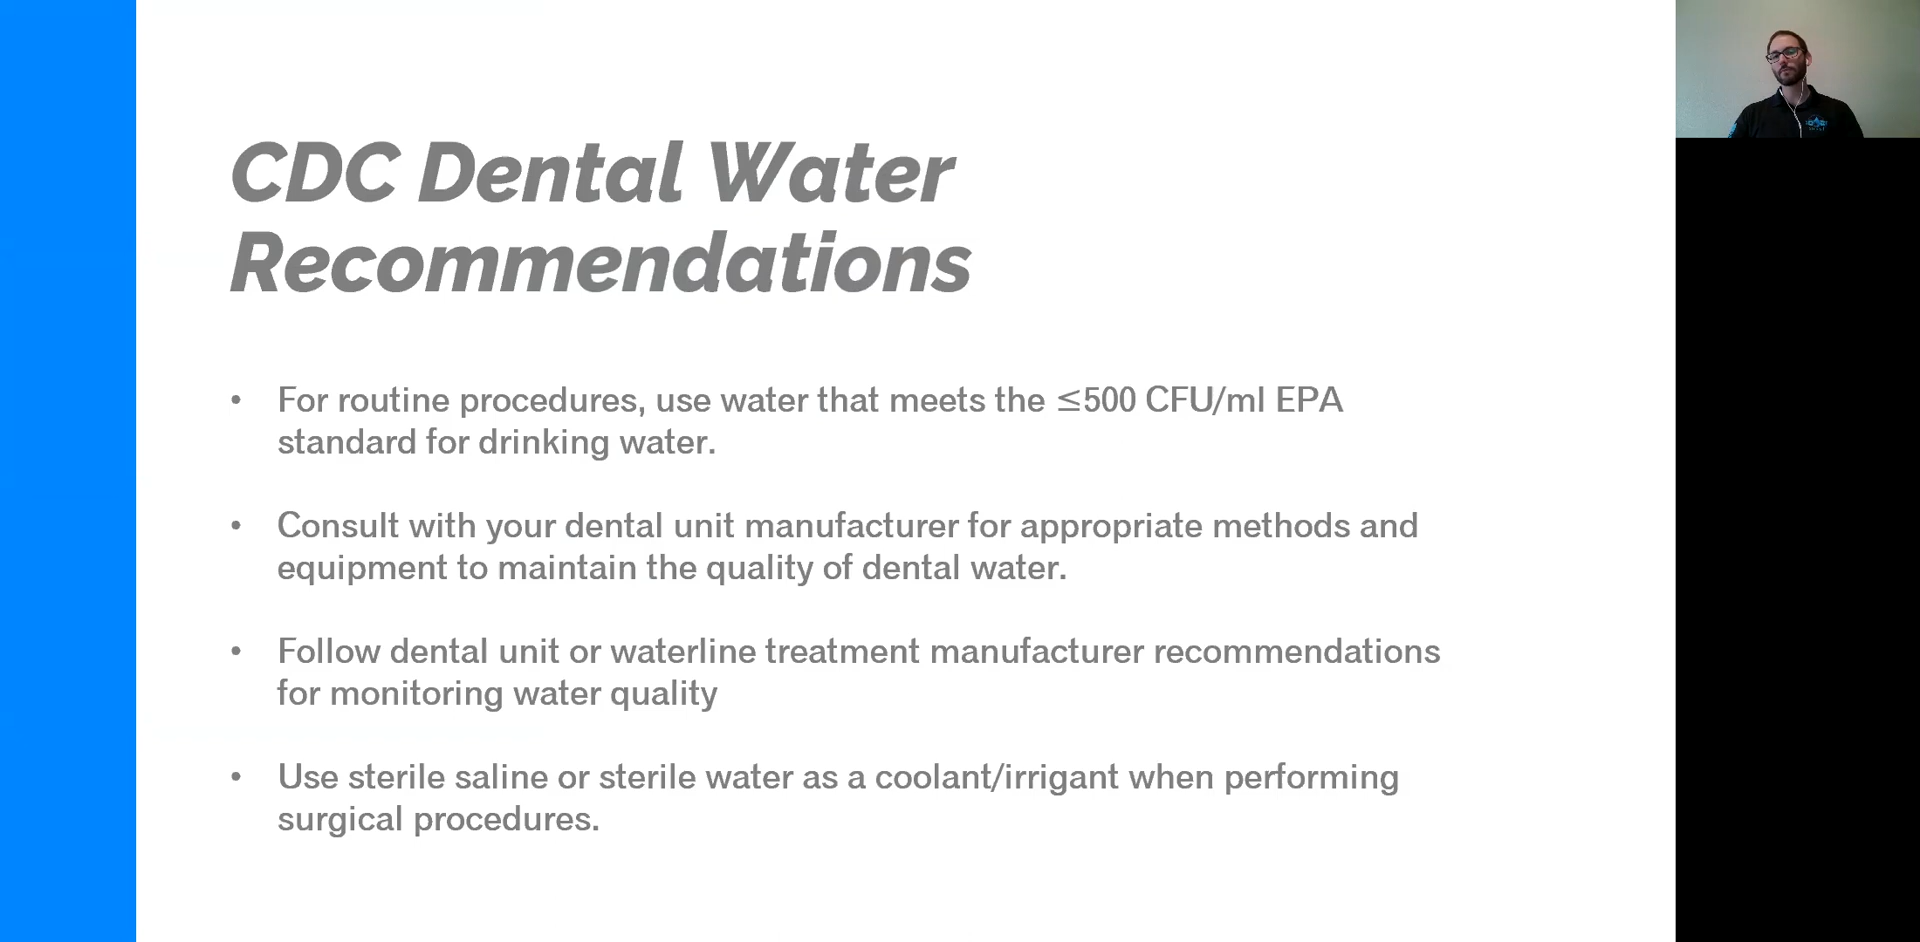 CDC Dental Water
Recommendations
• For routine procedures, use water that meets the ≤500 CFU/ml EPA
standard for drinking water.
• Consult with your dental unit manufacturer for appropriate methods and
equipment to maintain the quality of dental water.
• Follow dental unit or waterline treatment manufacturer recommendations
for monitoring water quality
• Use sterile saline or sterile water as a coolant/irrigant when performing
surgical procedures.